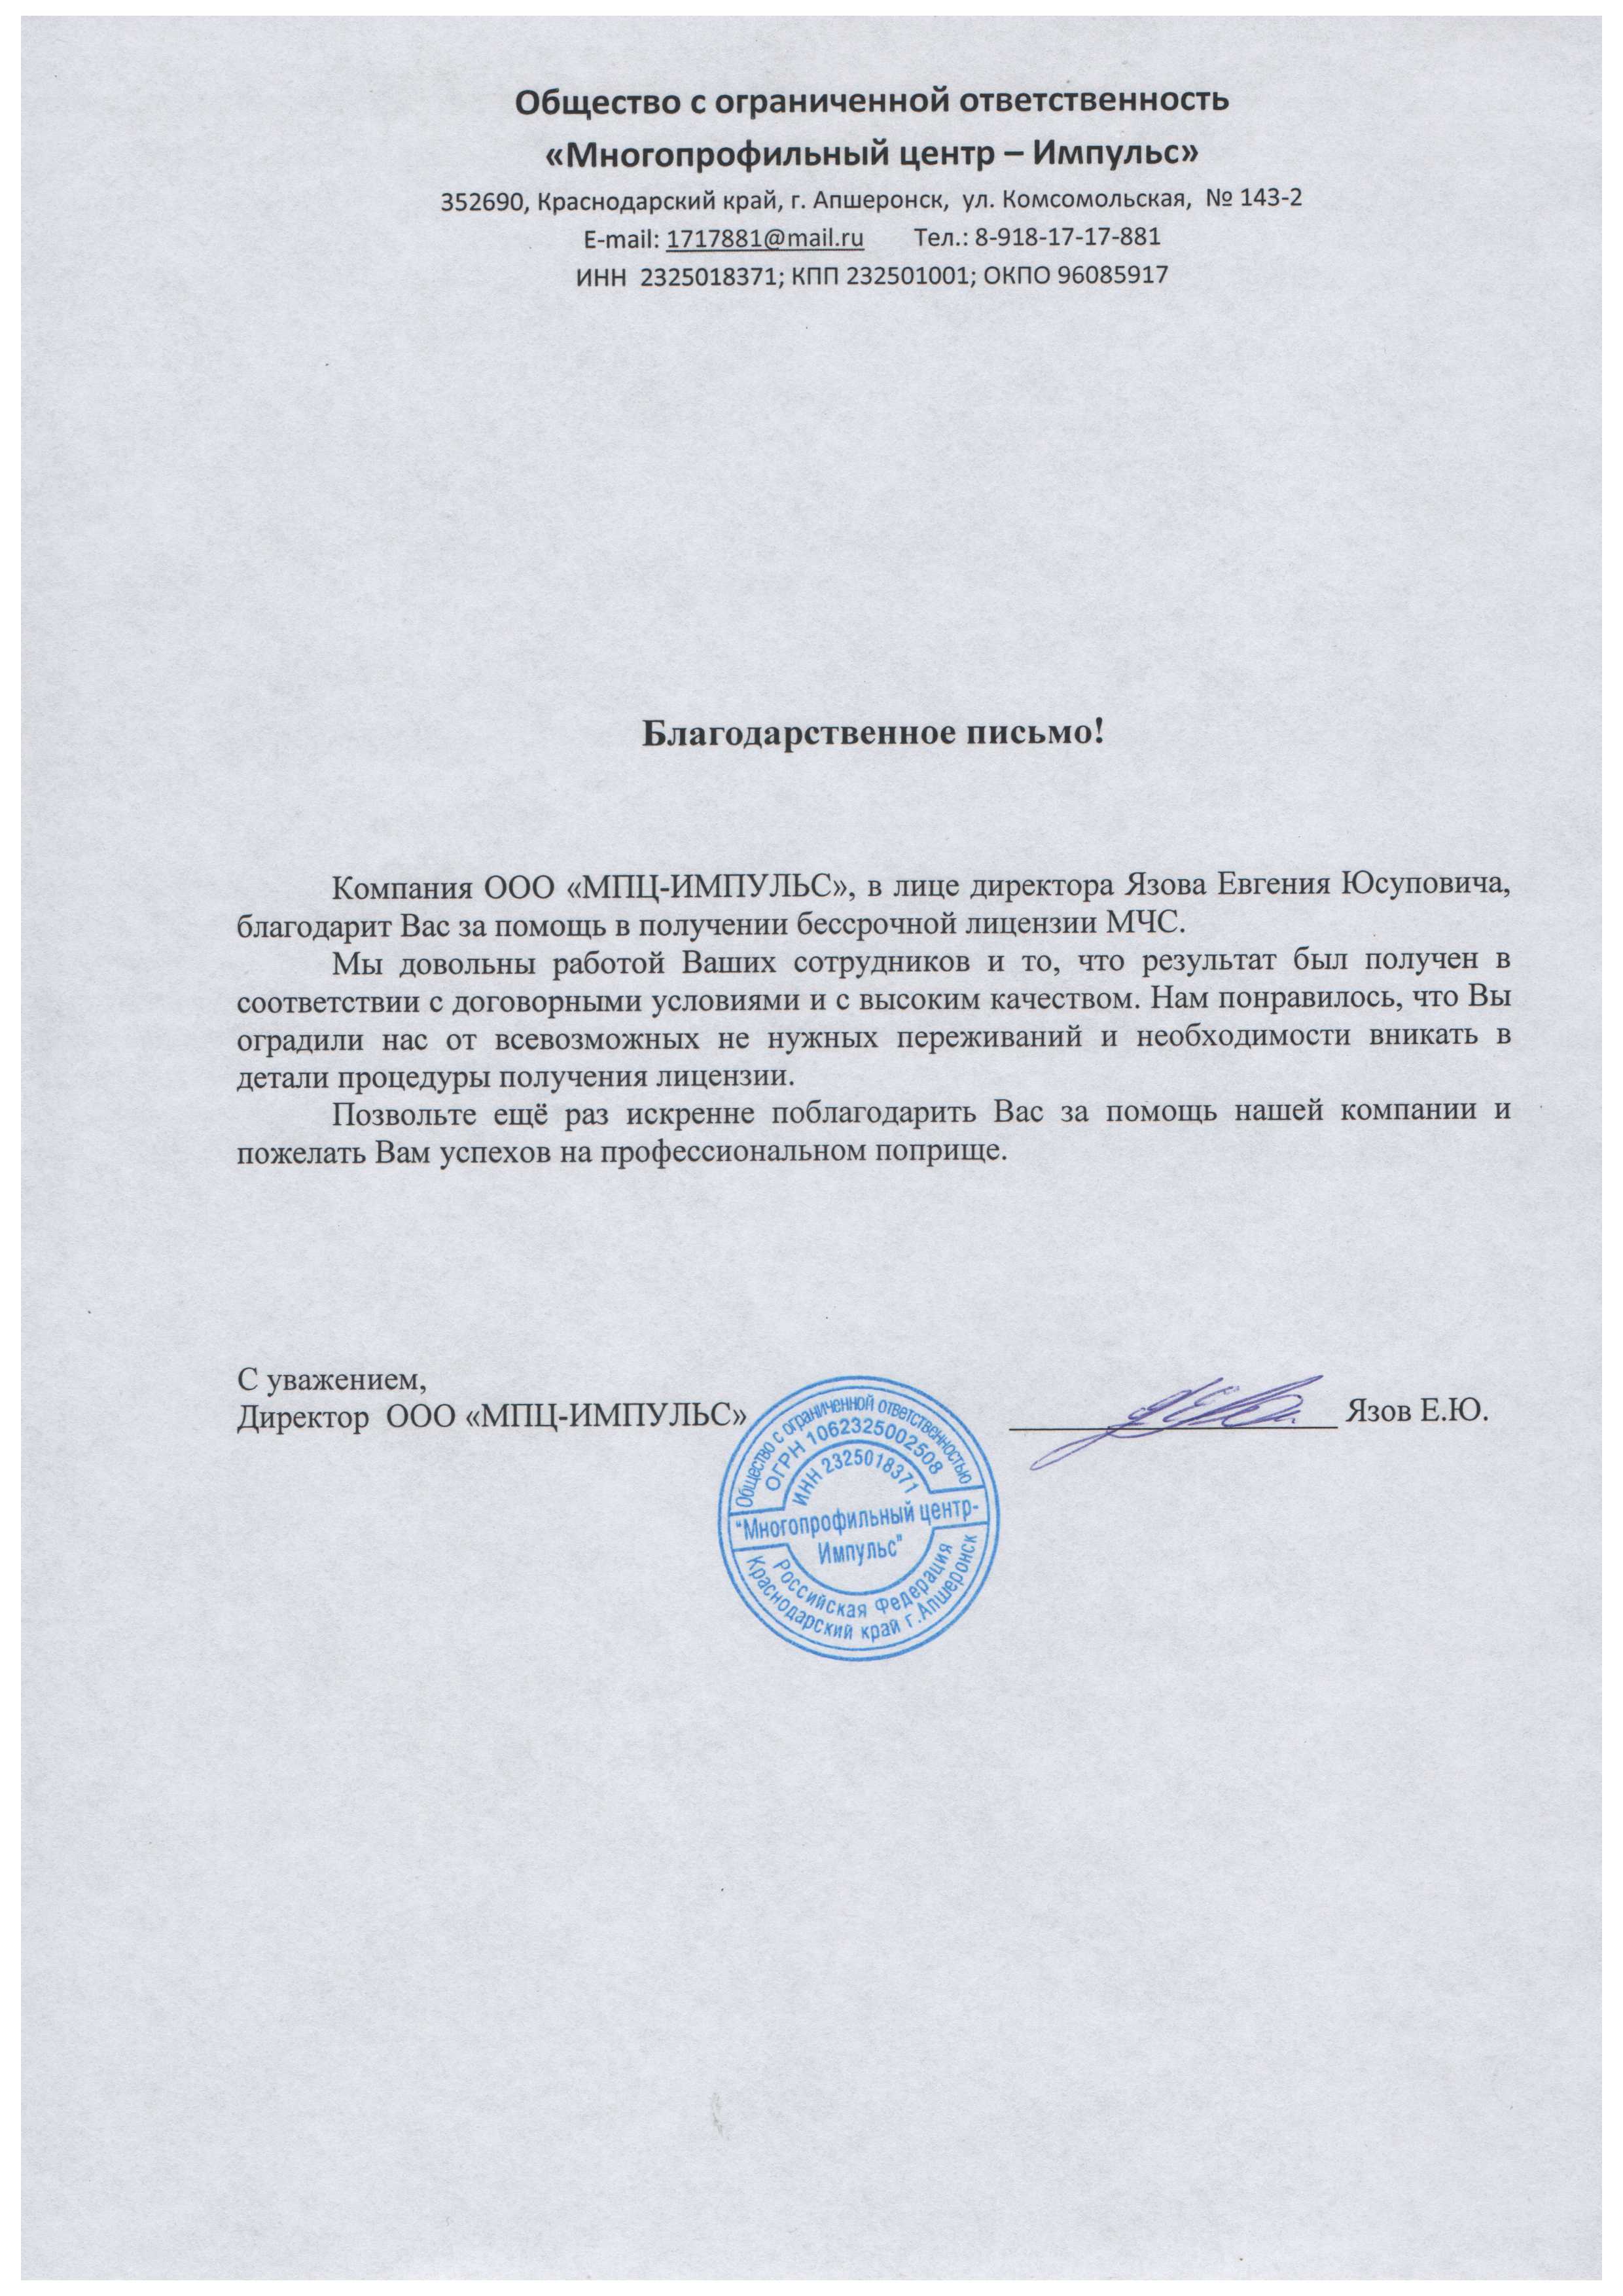 Общество с ограниченной ответственность
«Многопрофильный центр – Импульс»
352690, Краснодарский край, г. Апшеронск, ул. Комсомольская, № 143-2
E-mail: 1717881@mail.ru Тел.: 8-918-17-17-881
ИНН 2325018371; КПП 232501001; ОКПО 96085917
Благодарственное письмо!
Компания ООО «МПЦ-ИМПУЛЬС», в лице директора Язова Евгения Юсуповича,
благодарит Вас за помощь в получении бессрочной лицензии МЧС.
Мы довольны работой Ваших сотрудников и то, что результат был получен в
соответствии с договорными условиями и с высоким качеством. Нам понравилось, что Вы
оградили нас от всевозможных не нужных переживаний и необходимости вникать в
детали процедуры получения лицензии.
Позвольте ещё раз искренне поблагодарить Вас за помощь нашей компании и
пожелать Вам успехов на профессиональном поприще.
С уважением,
Директор ООО «МПЦ-ИМПУЛЬС» Язов Е.Ю.
Общество с ограниченной ответственностью
ОГРН 1062325002508
ИНН 2325018371
"Многопрофильный центр-
Импульс"
Российская Федерация
Краснодарский край г.Апшеронск